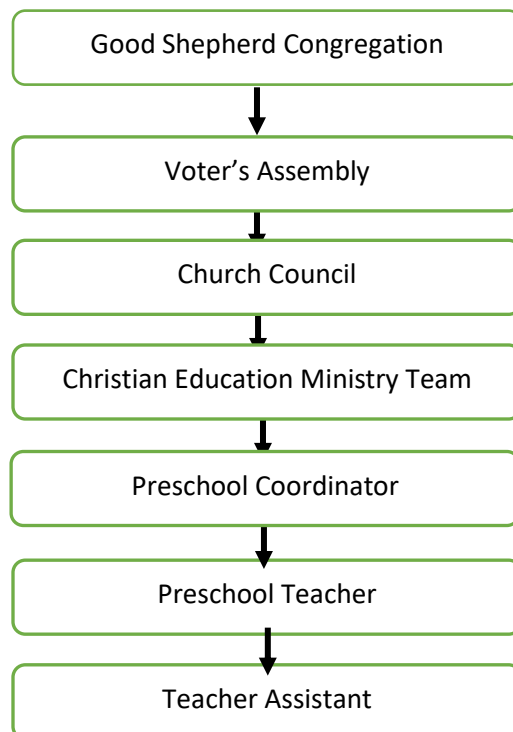 Good Shepherd Congregation
Voter’s Assembly
Church Council
Christian Education Ministry Team
Preschool Coordinator
Preschool Teacher
Teacher Assistant